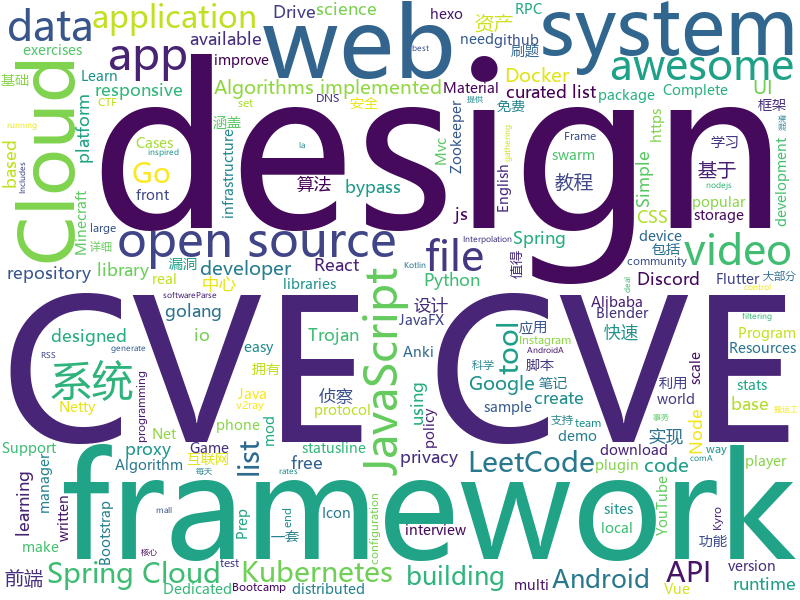 design
CVE CVE
framework
web
system
Cloud
app
application
data
open source
awesome
JavaScript
file
video
系统
tool
list
API
Go
Kubernetes
Spring Cloud
LeetCode
Android
building
code
Docker
UI
Drive
science
hexo
资产
RPC
available
github
need
刷题
Learn
improve
exercises
基础
responsive
Algorithms implemented
Material
curated list
package
Complete
platform
CTF
DNS
安全
免费
框架
涵盖
Cases
Mvc
Zookeeper
https
set
best
提供
running
based
infrastructure
算法
bypass
swarm
Simple
学习
混淆
front
inspired
la
English
教程
基于
Frame
development
Minecraft
large
js
CSS
popular
storage
nodejs
gathering
repository
library
React
Spring
device
community
详细
漏洞
developer
Python
Interpolation
值得
包括
Flutter
大部分
real
libraries
Discord
Kotlin
中心
golang
设计
Alibaba
快速
deal
designed
io
Trojan
JavaFX
Blender
应用
softwareParse
control
RSS
easy
Anki
Instagram
Program
filtering
generate
拥有
脚本
科学
AndroidA
Resources
Java
侦察
Google
笔记
利用
programming
v2ray
scale
stats
Netty
phone
protocol
using
create
world
base
Node
搬运工
Support
Net
mod
实现
sample
policy
demo
支持
team
互联网
Game
statusline
proxy
privacy
YouTube
plugin
download
player
事务
manager
Algorithm
free
Icon
configuration
功能
way
comA
每天
rates
learning
local
sites
Bootstrap
Prep
interview
runtime
written
end
version
mall
核心
前端
make
test
一套
multi
Vue
Kyro
Dedicated
Bootcamp
distributed
Includes